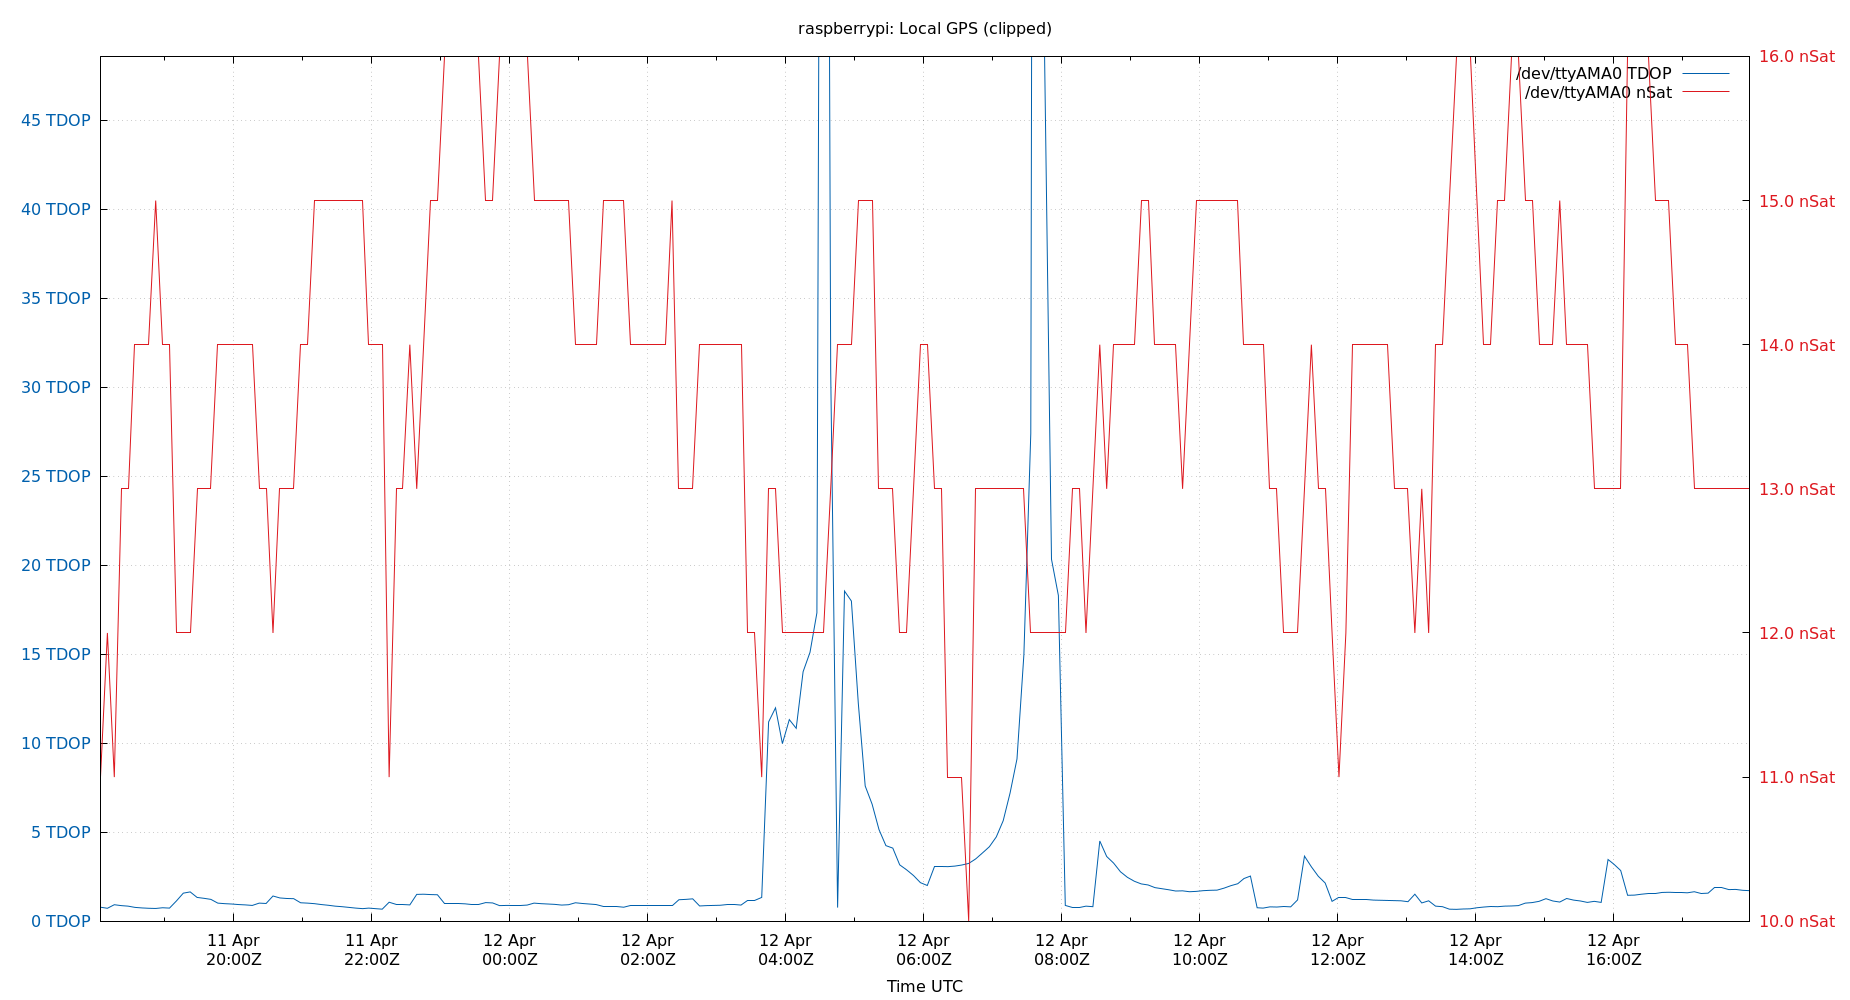 raspberrypi: Local GPS (clipped)
/dev/ttyAMA0 TDOP
/dev/ttyAMA0 nSat
45 TDOP
40 TDOP
35 TDOP
30 TDOP
25 TDOP
20 TDOP
15 TDOP
10 TDOP
5 TDOP
0 TDOP
16.0 nSat
15.0 nSat
14.0 nSat
13.0 nSat
12.0 nSat
11.0 nSat
10.0 nSat
11 Apr 11 Apr 12 Apr 12 Apr 12 Apr 12 Apr 12 Apr 12 Apr 12 Apr 12 Apr 12 Apr
20:00Z 22:00Z 00:00Z 02:00Z 04:00Z 06:00Z 08:00Z 10:00Z 12:00Z 14:00Z 16:00Z
Time UTC